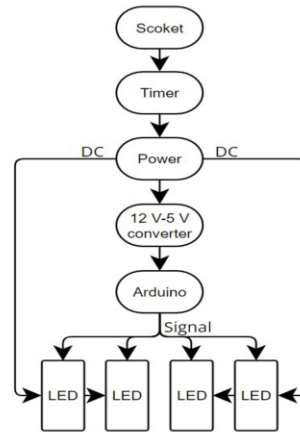 Scoket
Timer
DC
DC
Power
12 V-5 V
converter
Arduino
Signal
LED
LED
LED
LED